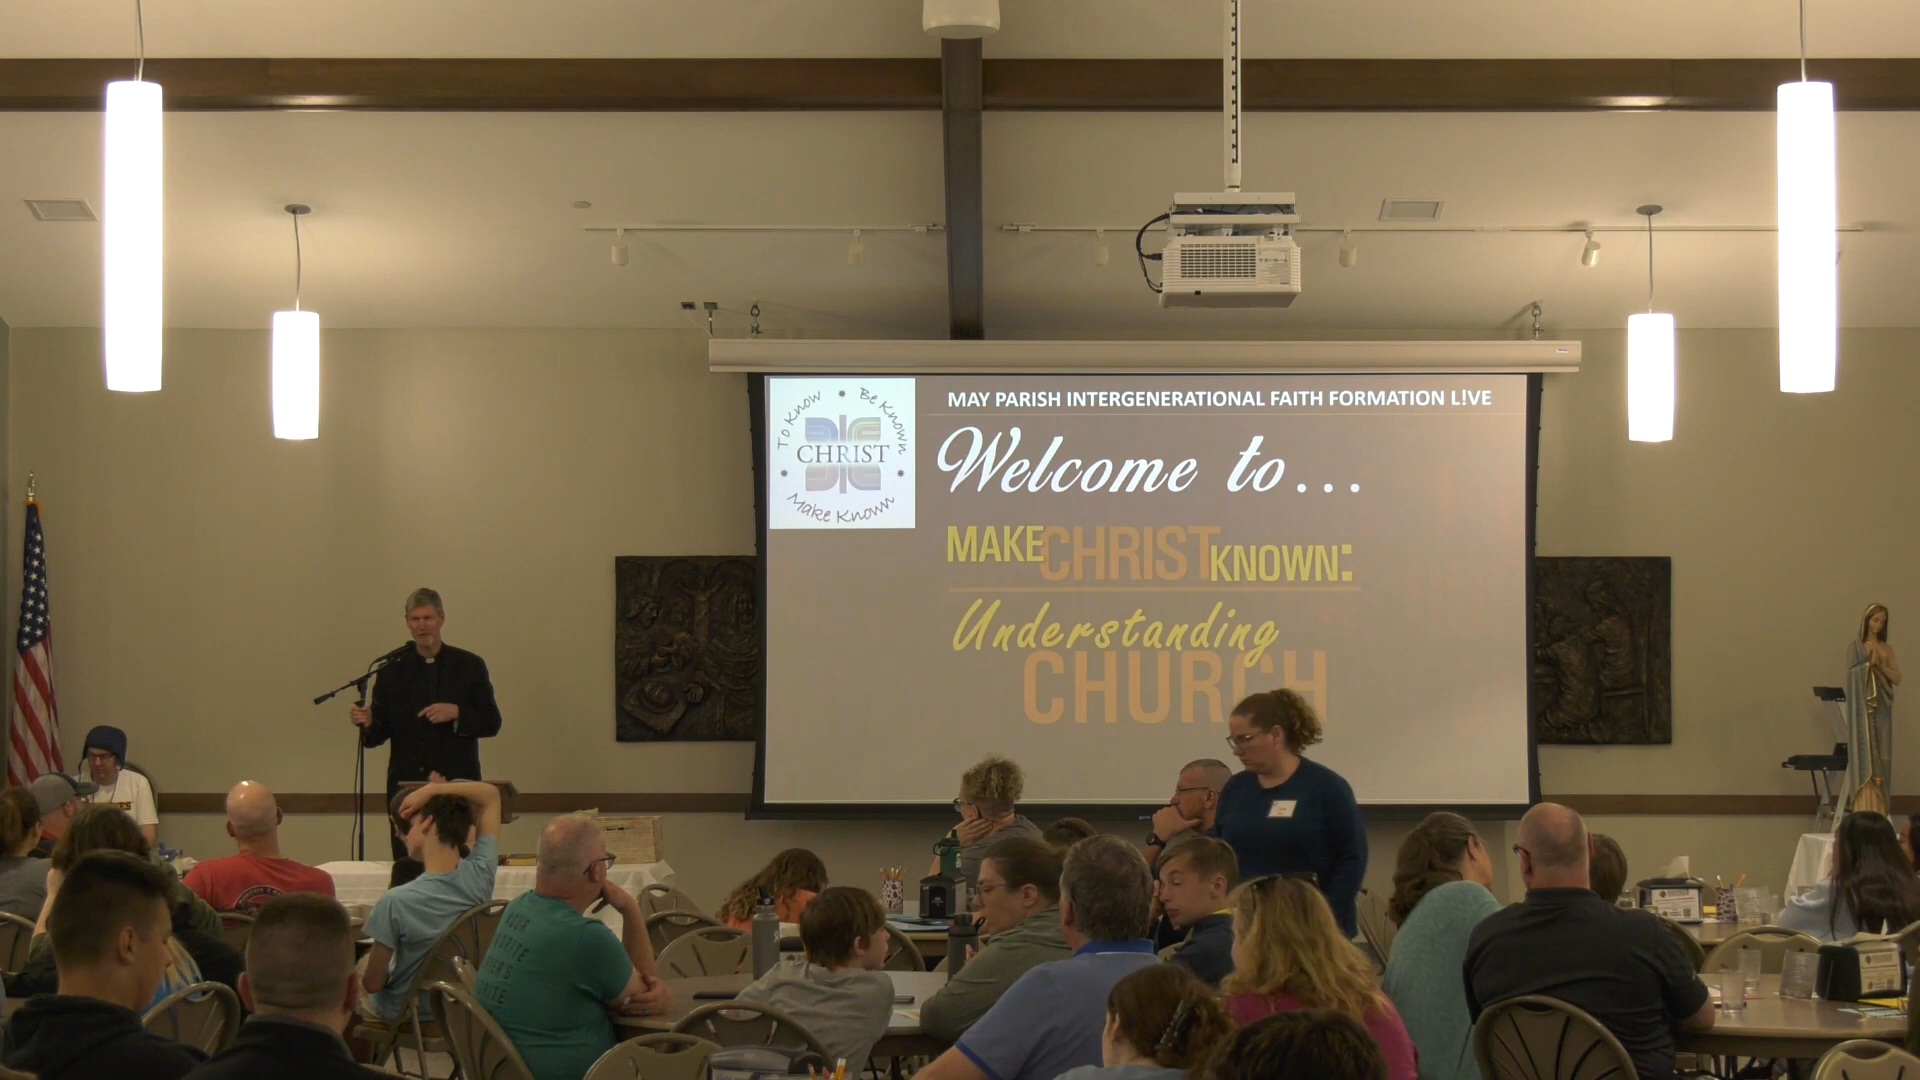 MAY PARISH INTERGENERATIONAL FAITH FORMATION L!VE
To Know
Be Known
CHRIST
Make Known
Welcome to...
MAKE CHRIST KNOWN:
Understanding
CHURCH